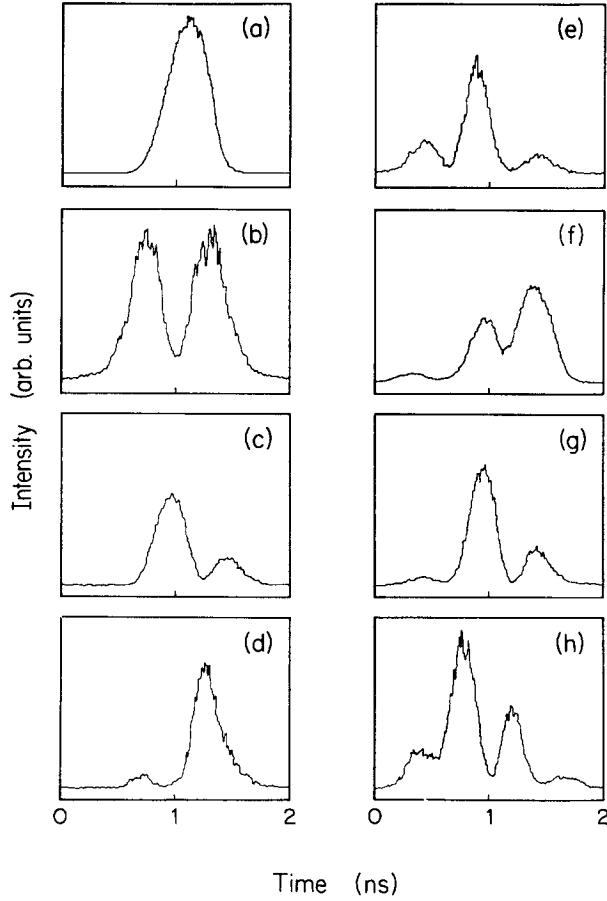 (a)
(e)
(b)
(f)
(c)
(g)
(d)
(h)
Intensity (arb. units)
0 1 2 0 1 2
Time (ns)